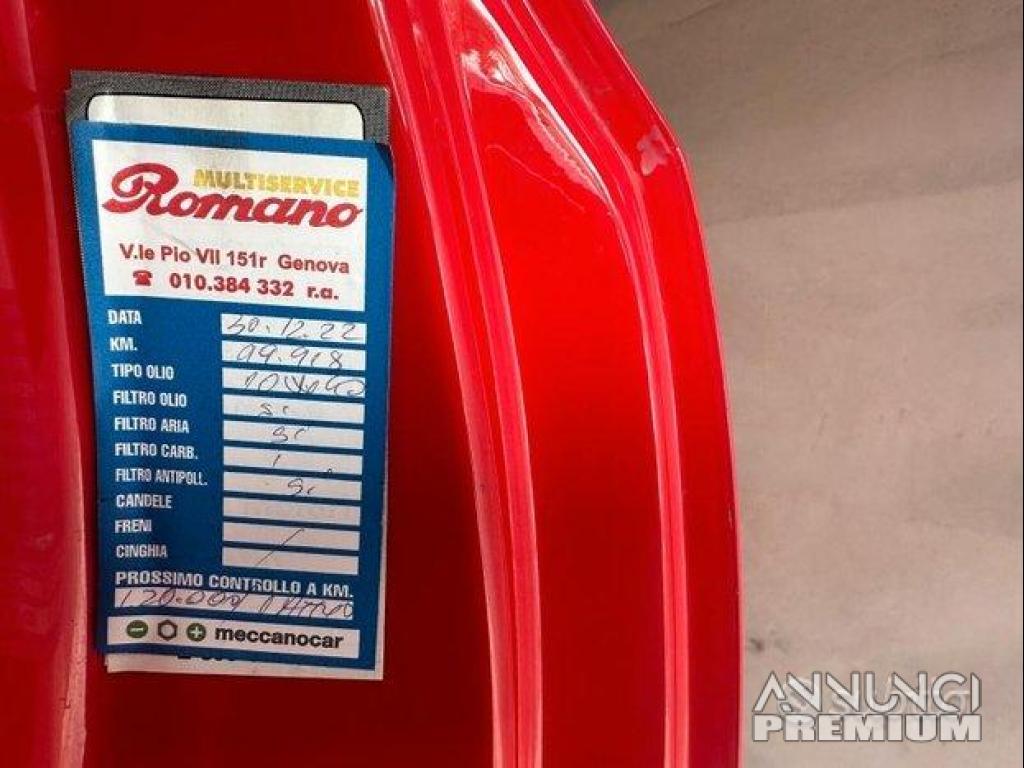 MULTISERVICE
Romano
V.le Pio VII 151r Genova
☎ 010.384 332 r.a.
DATA 30.12.22
KM. 99.918
TIPO OLIO
FILTRO OLIO si
FILTRO ARIA si
FILTRO CARB. /
FILTRO ANTIPOLL. si
CANDELE
FRENI /
CINGHIA
PROSSIMO CONTROLLO A KM.
120.000 1 ANNO
meccanocar
ANNUNCI
PREMIUM